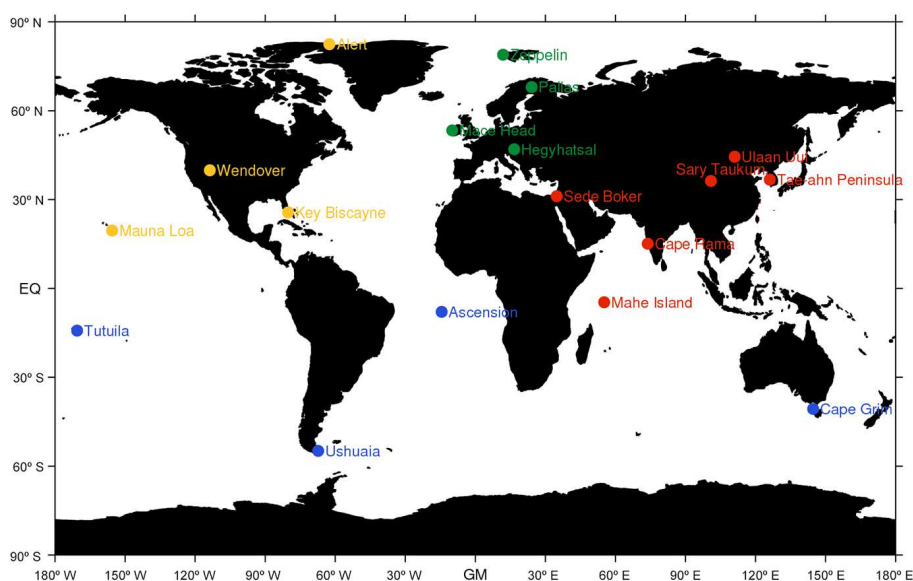 90º N
Alert
Zeppelin
Pallas
60º N
Mace Head
Hegyhatsal
Ulaan Uul
Wendover
Sary Taukum
Tae-ahn Peninsula
30º N
Sede Boker
Key Biscayne
Mauna Loa
Cape Rama
EQ
Mahe Island
Ascension
Tutuila
30º S
Cape Grim
Ushuaia
60º S
90º S
180º W 150º W 120º W 90º W 60º W 30º W GM 30º E 60º E 90º E 120º E 150º E 180º E